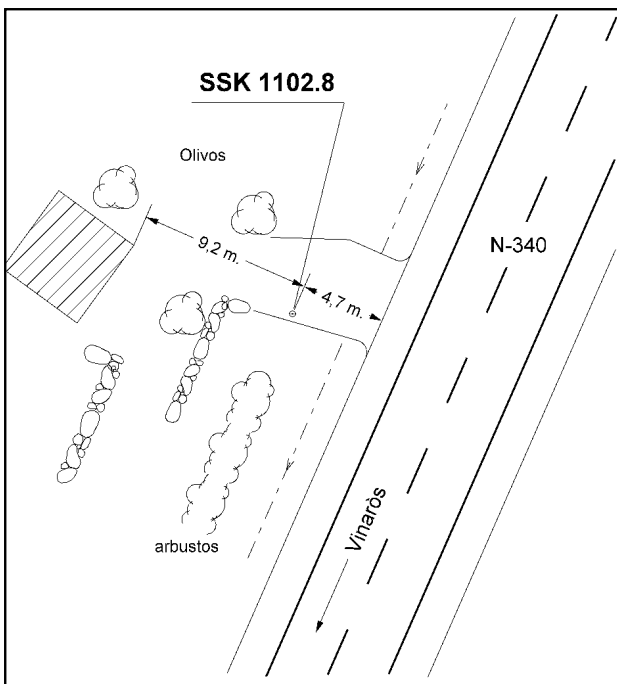 SSK 1102.8
Olivos
9,2 m.
4,7 m.
N-340
Vinaròs
arbustos